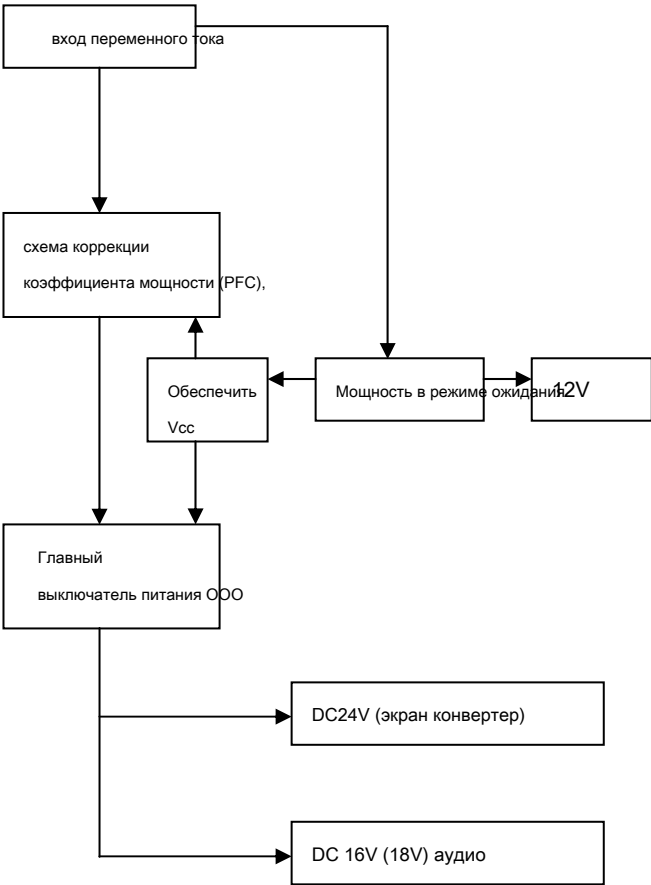 вход переменного тока
схема коррекции
коэффициента мощности (PFC),
Обеспечить
Vcc
Мощность в режиме ожидания.
12V
Главный
выключатель питания ООО
DC24V (экран конвертер)
DC 16V (18V) аудио